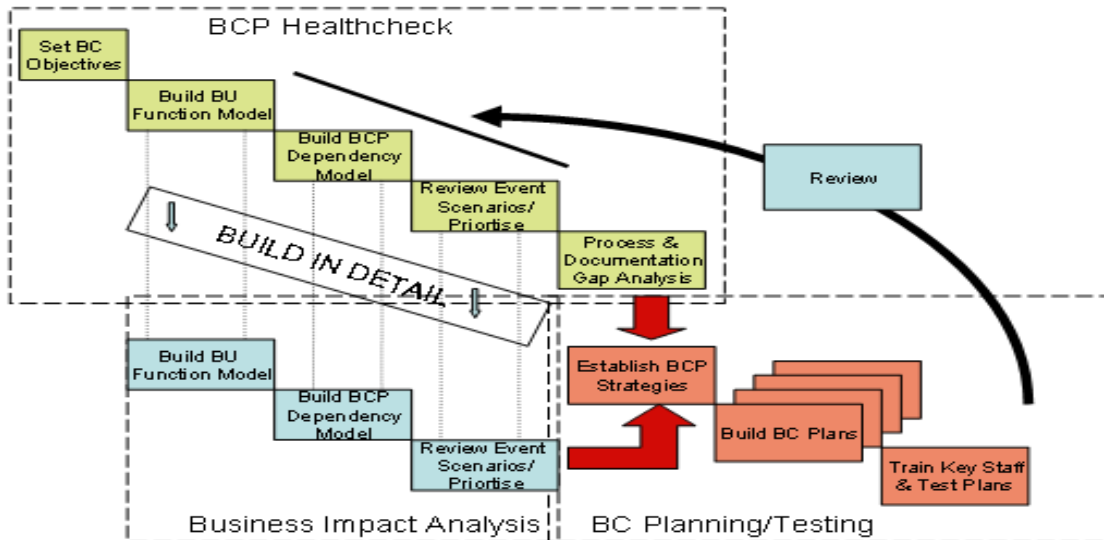 BCP Healthcheck
Set BC
Objectives
Build BU
Function Model
Build BCP
Dependency
Model
Review Event
Scenarios/
Priortise
Process &
Documentation
Gap Analysis
Review
BUILD IN DETAIL
Build BU
Function Model
Build BCP
Dependency
Model
Review Event
Scenarios/
Prioritise
Business Impact Analysis
Establish BCP
Strategies
Build BC Plans
Train Key Staff
& Test Plans
BC Planning/Testing